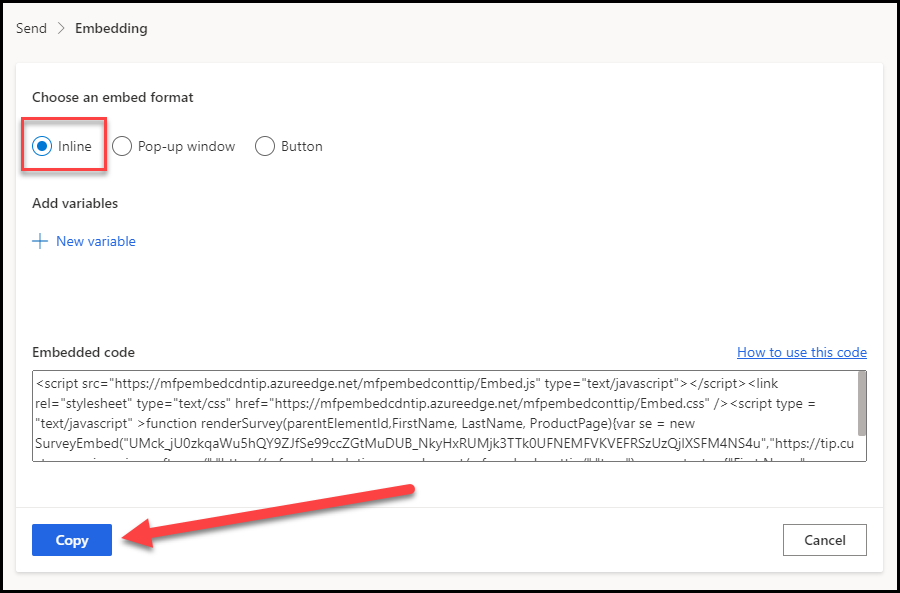 Send > Embedding
Choose an embed format
Inline Pop-up window Button
Add variables
+ New variable
Embedded code How to use this code
<script src="https://mfpembedcdntip.azureedge.net/mfpembedconttip/Embed.js" type="text/javascript"></script><link
rel="stylesheet" type="text/css" href="https://mfpembedcdntip.azureedge.net/mfpembedconttip/Embed.css" /><script type =
"text/javascript" >function renderSurvey(parentElementId,FirstName, LastName, ProductPage){var se = new
SurveyEmbed("UMck_jU0zkqaWu5hQY9ZJfSe99ccZGtMuDUB_NkyHxRUMjk3TTk0UFNEMFVKVEFRSzUzQjlXSFM4NS4u","https://tip.cu
Copy Cancel